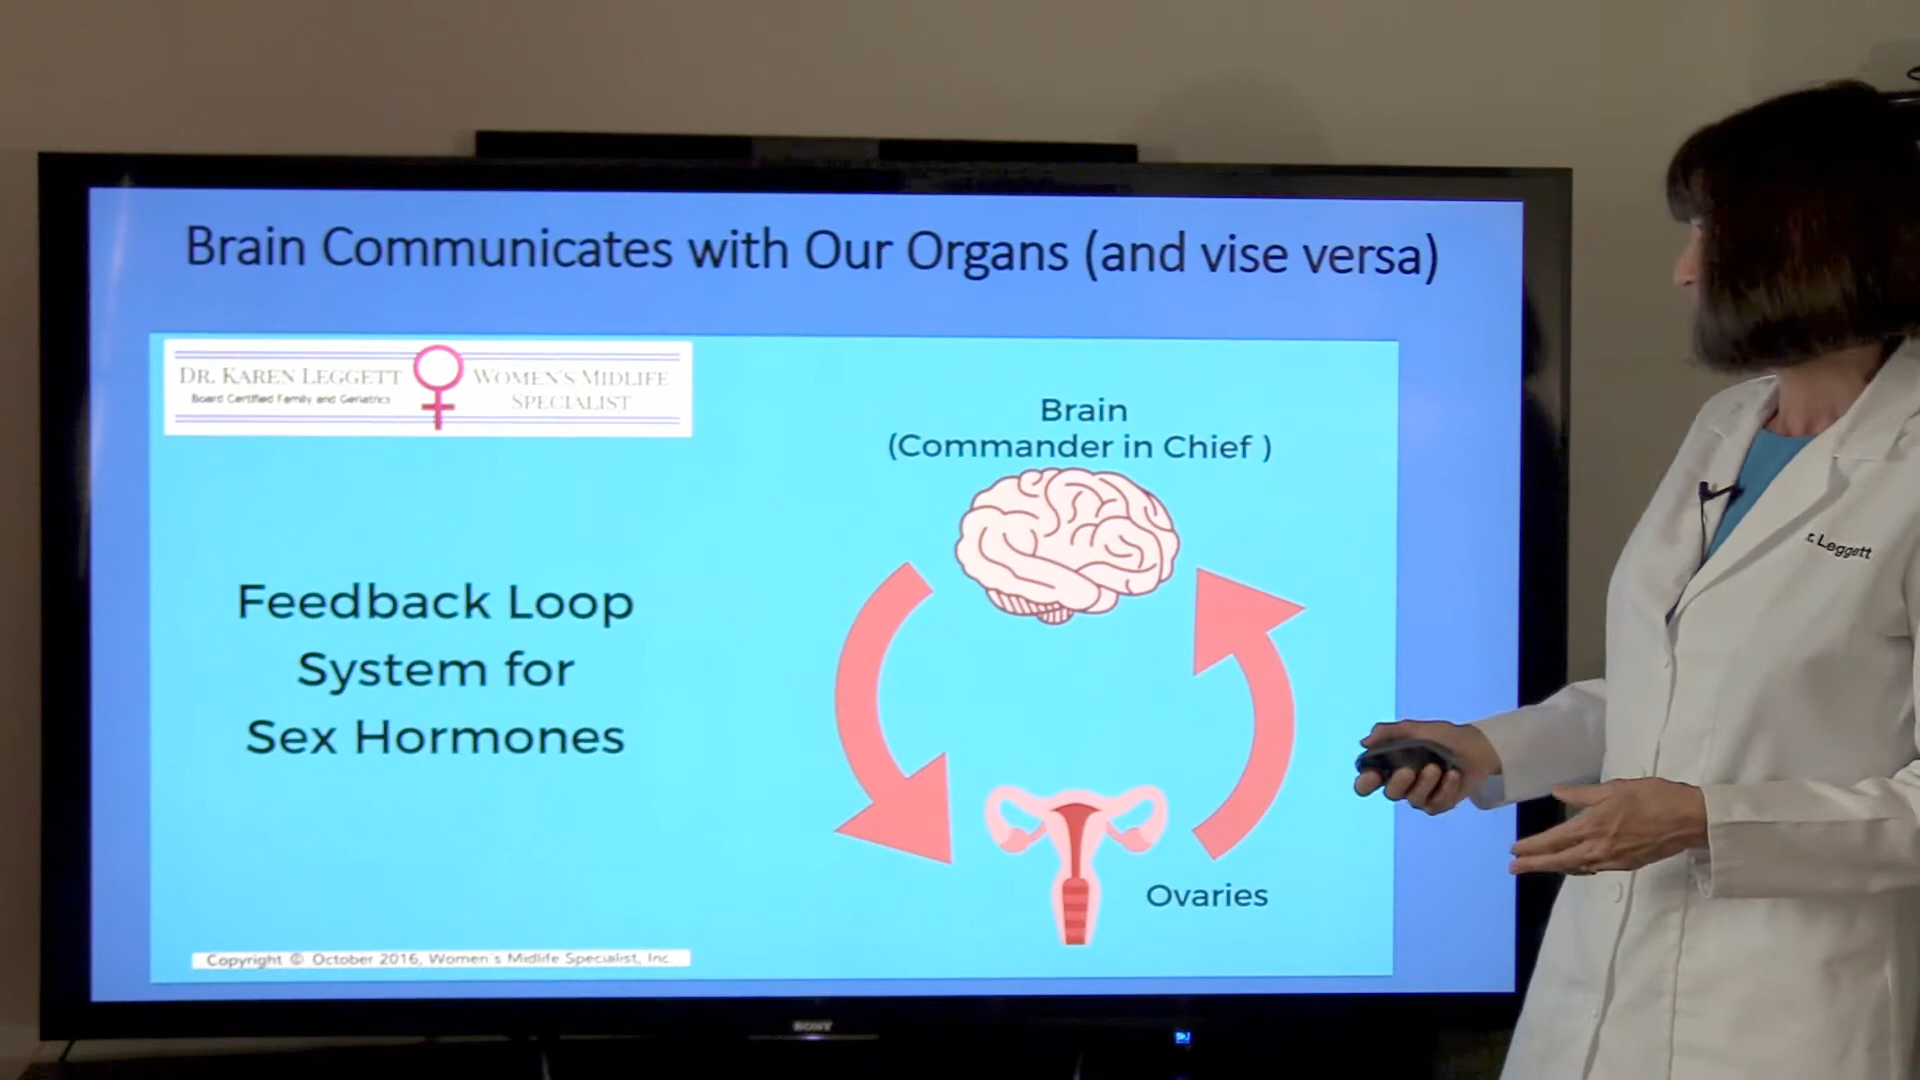 Brain Communicates with Our Organs (and vise versa)
DR. KAREN LEGGETT
Board Certified Family and Geriatrics
WOMEN'S MIDLIFE
SPECIALIST
Brain
(Commander in Chief )
Feedback Loop
System for
Sex Hormones
Ovaries
Copyright © October 2016, Women's Midlife Specialist, Inc.
r. Leggett
SONY